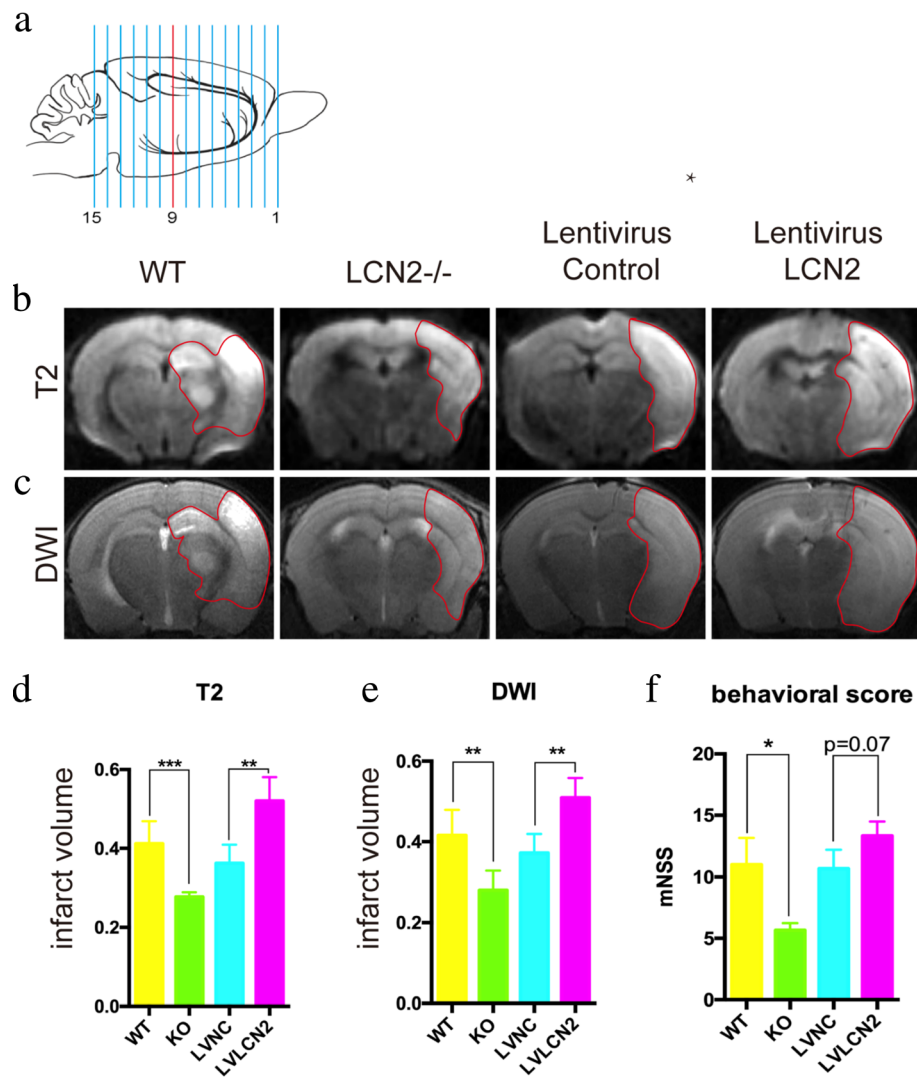 a
15
9
1
*
WT
LCN2-/-
Lentivirus
Control
Lentivirus
LCN2
b
T2
c
DWI
d
T2
infarct volume
0.6
0.4
0.2
0.0
***
**
WT
KO
LVNC
LVLCN2
e
DWI
infarct volume
0.6
0.4
0.2
0.0
**
**
WT
KO
LVNC
LVLCN2
f
behavioral score
mNSS
20
15
10
5
0
*
p=0.07
WT
KO
LVNC
LVLCN2